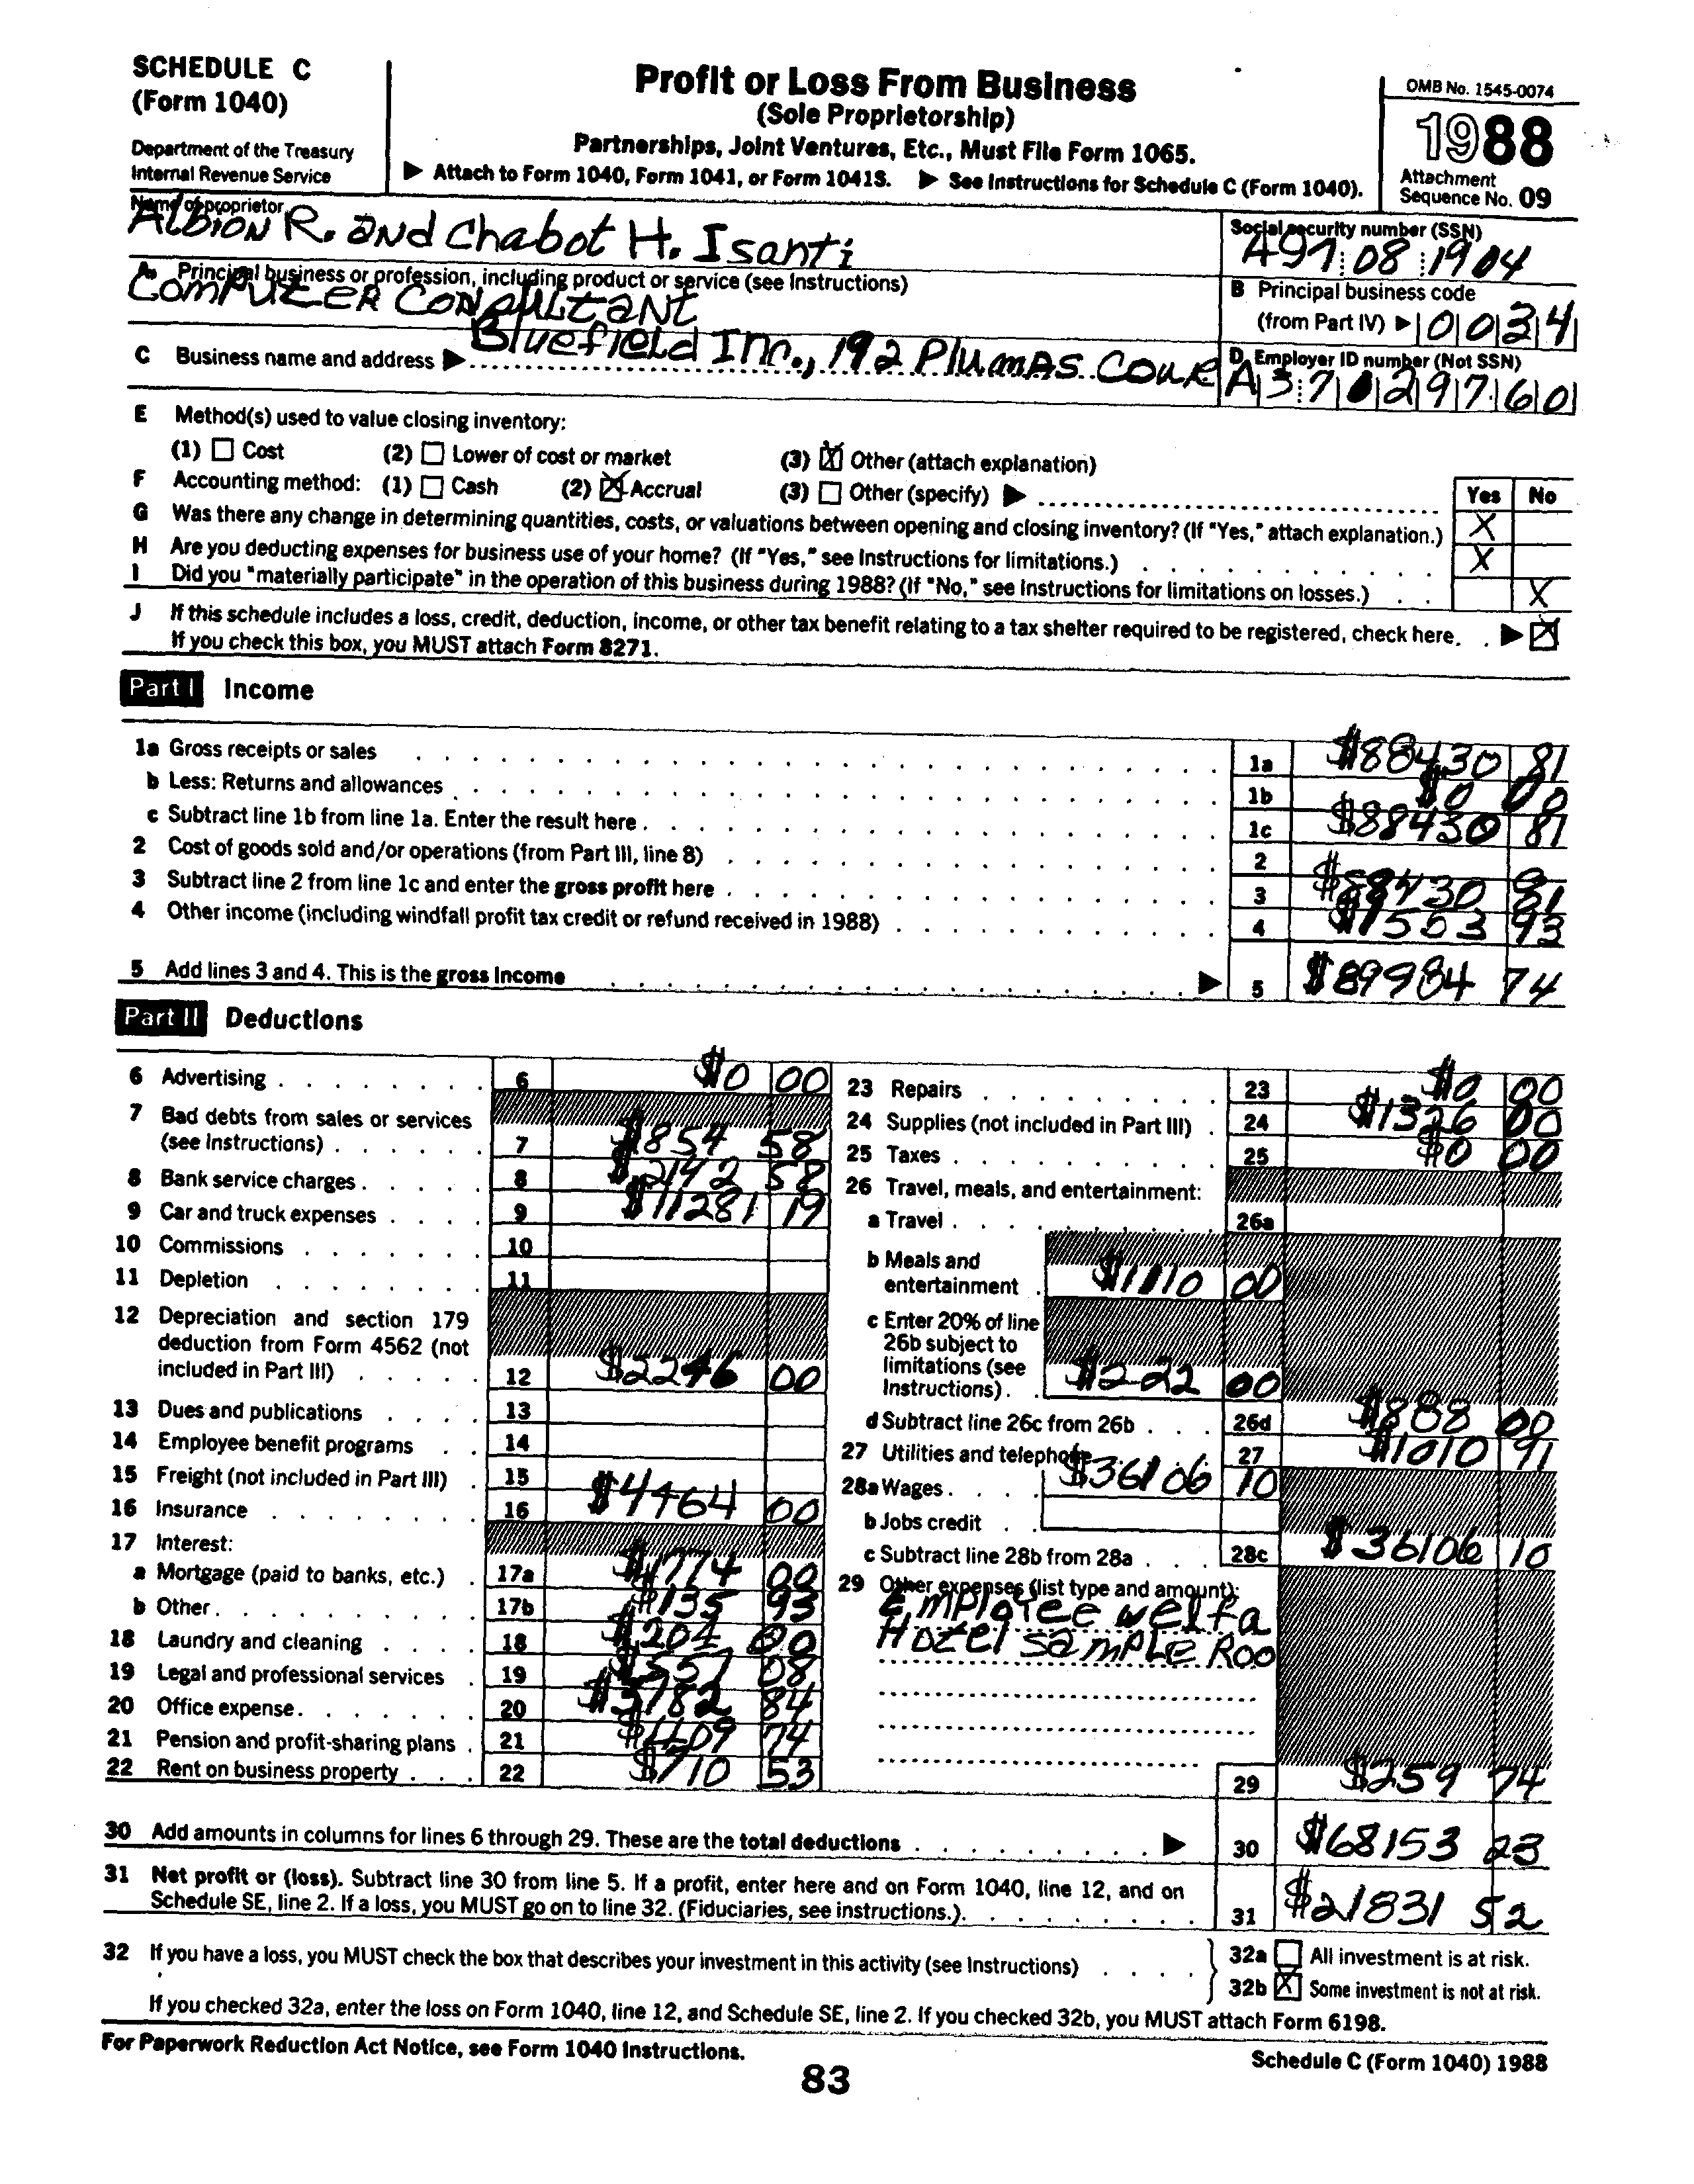 SCHEDULE C
(Form 1040)
Department of the Treasury
Internal Revenue Service
Profit or Loss From Business
(Sole Proprietorship)
Partnerships, Joint Ventures, Etc., Must File Form 1065.
▶ Attach to Form 1040, Form 1041, or Form 1041S. ▶ See Instructions for Schedule C (Form 1040).
OMB No. 1545-0074
1988
Attachment
Sequence No. 09
Name of proprietor
Albion R. and Chabot H. Isanti
Social security number (SSN)
A97 08 1904
A Principal business or profession, including product or service (see Instructions)
Computer Consultant
B Principal business code
(from Part IV) ▶ 0034
C Business name and address ▶ Bluefield Inc., 192 Plumas Cour
D Employer ID number (Not SSN)
A37029760
E Method(s) used to value closing inventory:
(1) Cost (2) Lower of cost or market (3) X Other (attach explanation)
F Accounting method: (1) Cash (2) X Accrual (3) Other (specify) ▶
Yes No
G Was there any change in determining quantities, costs, or valuations between opening and closing inventory? (If "Yes," attach explanation.) X
H Are you deducting expenses for business use of your home? (If "Yes," see Instructions for limitations.) X
I Did you "materially participate" in the operation of this business during 1988? (If "No," see Instructions for limitations on losses.) X
J If this schedule includes a loss, credit, deduction, income, or other tax benefit relating to a tax shelter required to be registered, check here. ▶ X
If you check this box, you MUST attach Form 8271.
Part I Income
1a Gross receipts or sales 1a $88430 81
b Less: Returns and allowances 1b $0 00
c Subtract line 1b from line 1a. Enter the result here 1c $88430 81
2 Cost of goods sold and/or operations (from Part III, line 8) 2
3 Subtract line 2 from line 1c and enter the gross profit here 3 $88430 81
4 Other income (including windfall profit tax credit or refund received in 1988) 4 $1553 93
5 Add lines 3 and 4. This is the gross income ▶ 5 $89984 74
Part II Deductions
6 Advertising 6 $0 00
7 Bad debts from sales or services
(see Instructions) 7 $854 58
8 Bank service charges 8 $2192 58
9 Car and truck expenses 9 $11281 19
10 Commissions 10
11 Depletion 11
12 Depreciation and section 179
deduction from Form 4562 (not
included in Part III) 12 $2246 00
13 Dues and publications 13
14 Employee benefit programs 14
15 Freight (not included in Part III) 15
16 Insurance 16 $4464 00
17 Interest:
a Mortgage (paid to banks, etc.) 17a $1774 00
b Other 17b $135 93
18 Laundry and cleaning 18 $204 00
19 Legal and professional services 19 $557 08
20 Office expense 20 $3782 84
21 Pension and profit-sharing plans 21 74
22 Rent on business property 22 $710 53
23 Repairs 23 $0 00
24 Supplies (not included in Part III) 24 $1326 00
25 Taxes 25 $0 00
26 Travel, meals, and entertainment:
a Travel 26a
b Meals and
entertainment $1110 00
c Enter 20% of line
26b subject to
limitations (see
Instructions) $222 00
d Subtract line 26c from 26b 26d $888 00
27 Utilities and telephone 27 $1010 91
28a Wages $36106 10
b Jobs credit
c Subtract line 28b from 28a 28c $36106 10
29 Other expenses (list type and amount):
Employee welfa
Hotel sample Roo
29 $259 74
30 Add amounts in columns for lines 6 through 29. These are the total deductions ▶ 30 $68153 23
31 Net profit or (loss). Subtract line 30 from line 5. If a profit, enter here and on Form 1040, line 12, and on
Schedule SE, line 2. If a loss, you MUST go on to line 32. (Fiduciaries, see instructions.) 31 $21831 52
32 If you have a loss, you MUST check the box that describes your investment in this activity (see Instructions)
32a All investment is at risk.
32b X Some investment is not at risk.
If you checked 32a, enter the loss on Form 1040, line 12, and Schedule SE, line 2. If you checked 32b, you MUST attach Form 6198.
For Paperwork Reduction Act Notice, see Form 1040 Instructions.
Schedule C (Form 1040) 1988
83